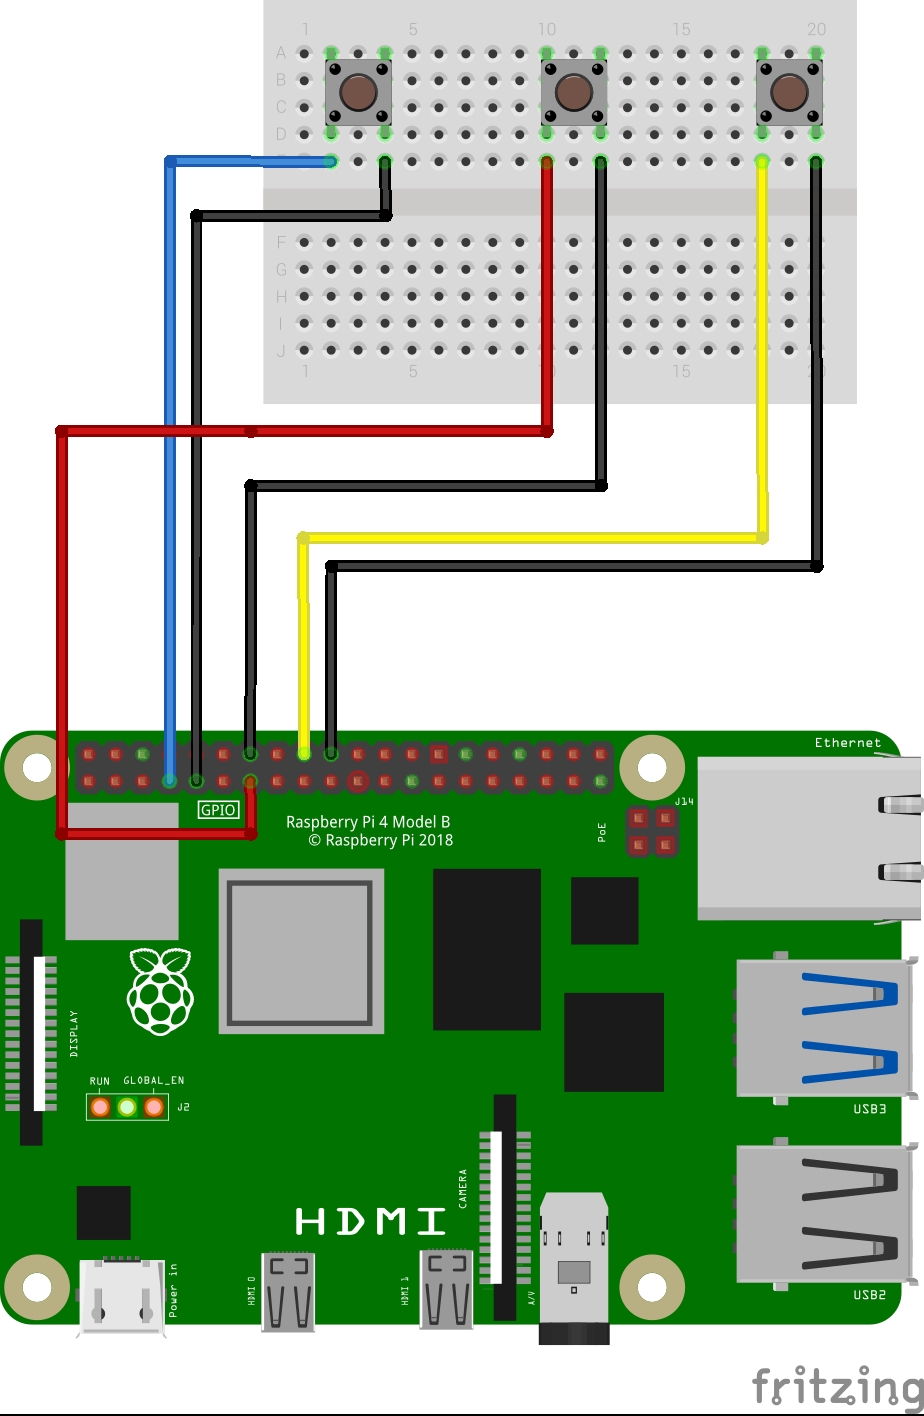 1 5 10 15 20
A
B
C
D
F
G
H
I
J
1 5 15 20
Ethernet
GPIO
J14
Raspberry Pi 4 Model B
© Raspberry Pi 2018
PoE
DISPLAY
RUN GLOBAL_EN
J2
USB3
CAMERA
HDMI
Power in
HDMI 0
HDMI 1
A/V
USB2
fritzing